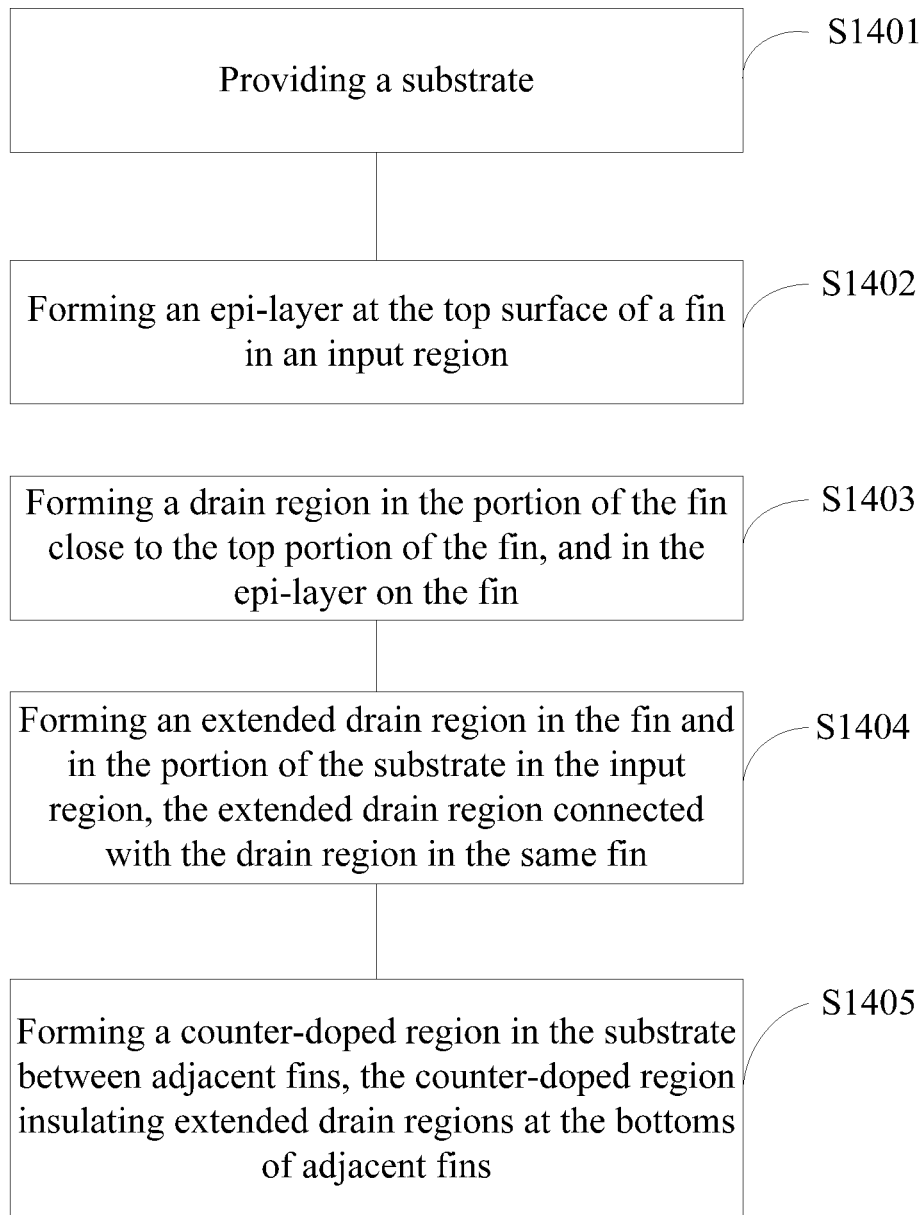 Providing a substrate
S1401
Forming an epi-layer at the top surface of a fin
in an input region
S1402
Forming a drain region in the portion of the fin
close to the top portion of the fin, and in the
epi-layer on the fin
S1403
Forming an extended drain region in the fin and
in the portion of the substrate in the input
region, the extended drain region connected
with the drain region in the same fin
S1404
Forming a counter-doped region in the substrate
between adjacent fins, the counter-doped region
insulating extended drain regions at the bottoms
of adjacent fins
S1405